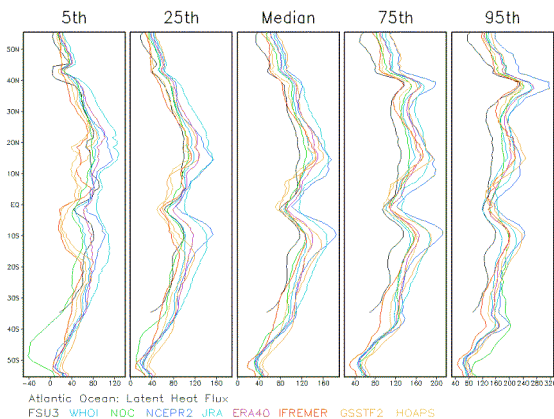 5th 25th Median 75th 95th
50N
40N
30N
20N
10N
EQ
10S
20S
30S
40S
50S
-40 0 40 80 120 0 40 80 120 160 0 40 80 120 160 0 40 80 120 160 200 40 80 120 160 200 240 280 320
Atlantic Ocean: Latent Heat Flux
FSU3 WHOI NOC NCEPR2 JRA ERA40 IFREMER GSSTF2 HOAPS